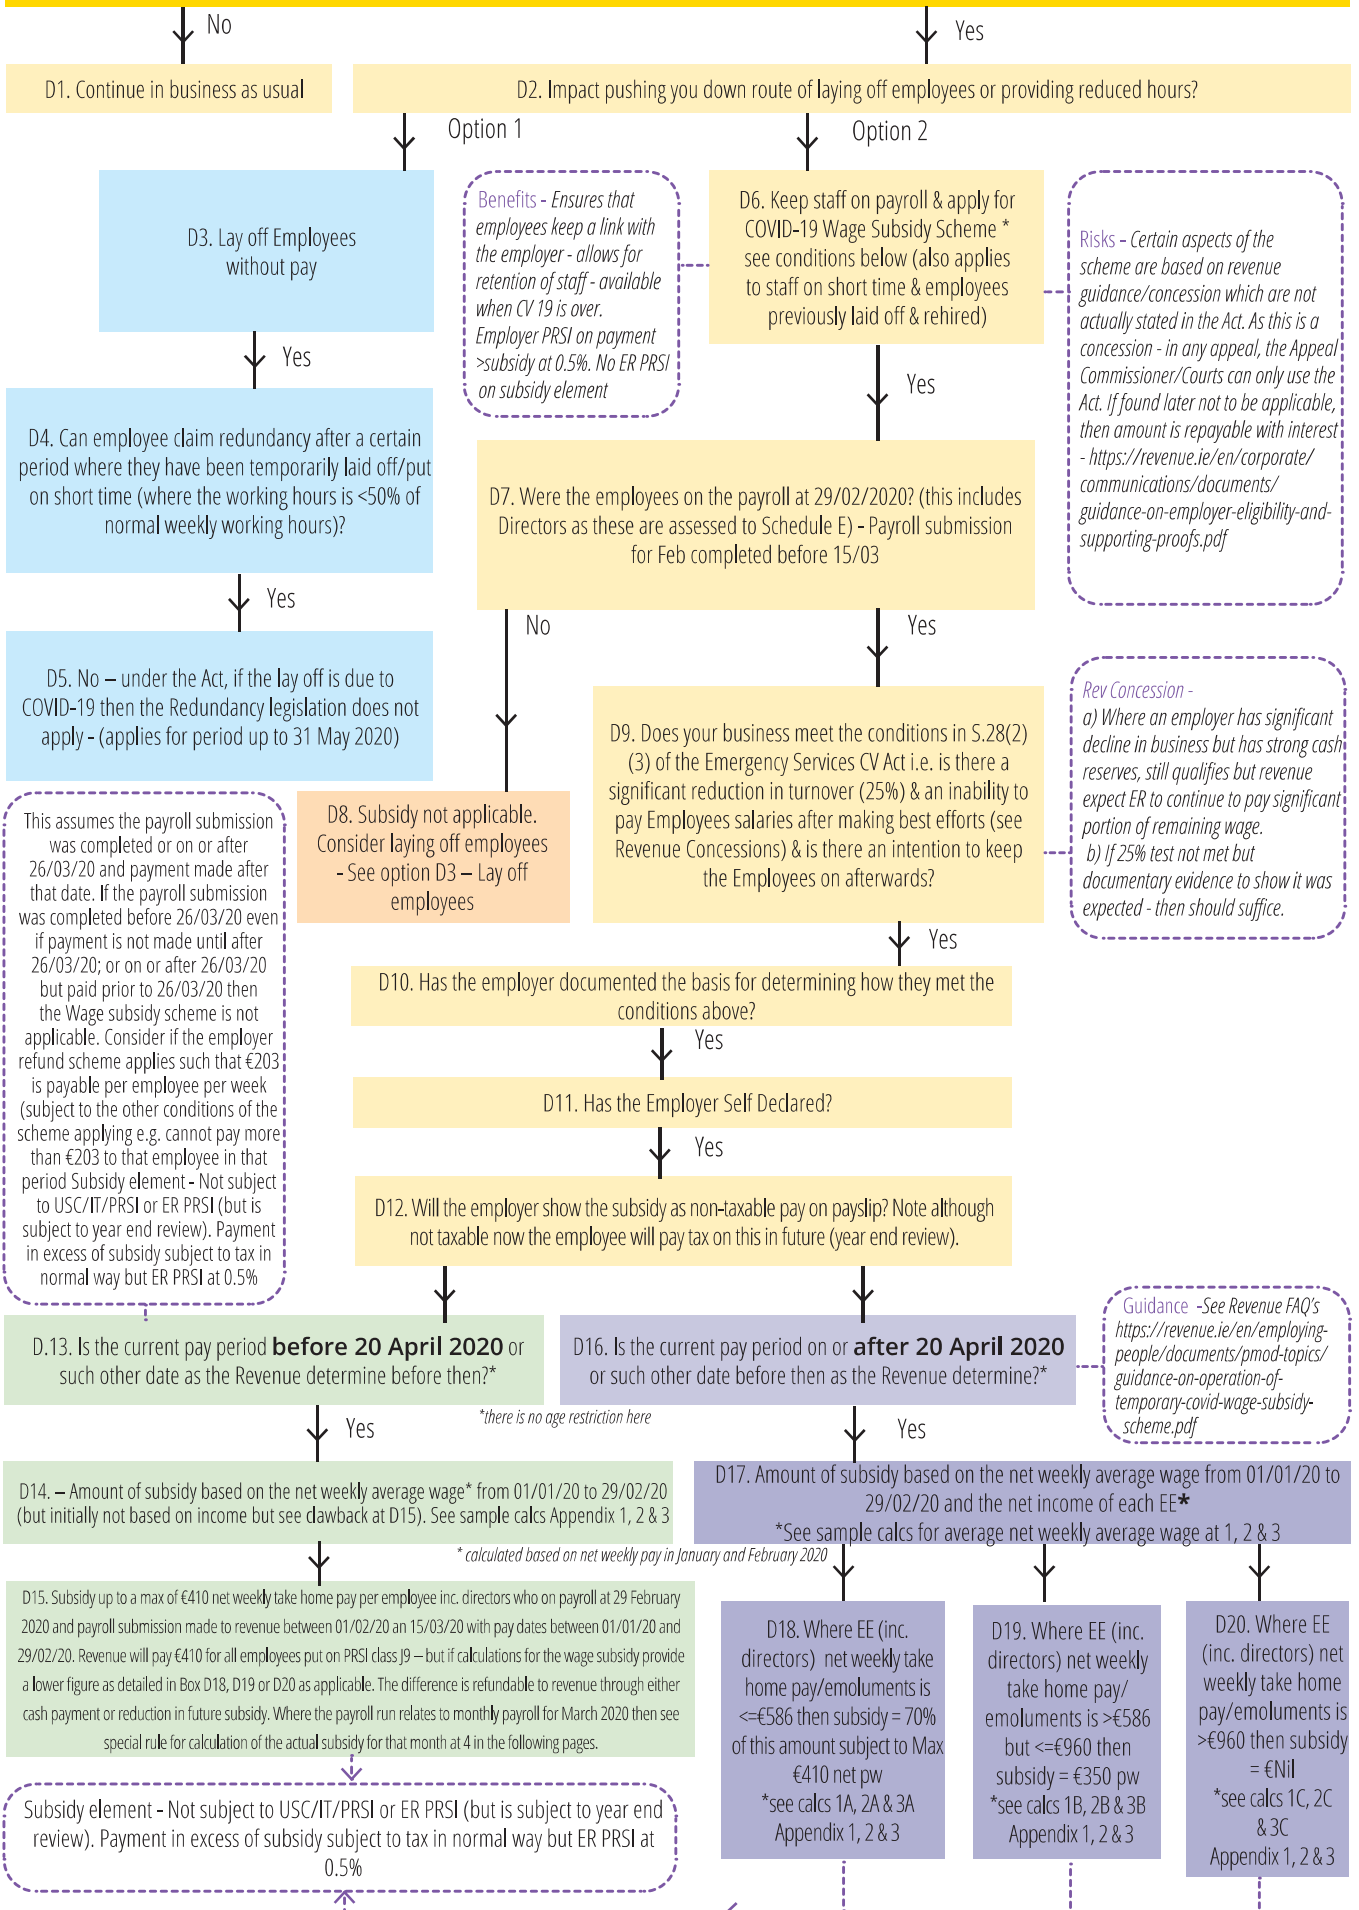 No
Yes
D1. Continue in business as usual
D2. Impact pushing you down route of laying off employees or providing reduced hours?
Option 1
Option 2
D3. Lay off Employees
without pay
Benefits - Ensures that
employees keep a link with
the employer - allows for
retention of staff - available
when CV 19 is over.
Employer PRSI on payment
>subsidy at 0.5%. No ER PRSI
on subsidy element
D6. Keep staff on payroll & apply for
COVID-19 Wage Subsidy Scheme *
see conditions below (also applies
to staff on short time & employees
previously laid off & rehired)
Risks - Certain aspects of the
scheme are based on revenue
guidance/concession which are not
actually stated in the Act. As this is a
concession - in any appeal, the Appeal
Commissioner/Courts can only use the
Act. If found later not to be applicable,
then amount is repayable with interest
- https://revenue.ie/en/corporate/
communications/documents/
guidance-on-employer-eligibility-and-
supporting-proofs.pdf
Yes
Yes
D4. Can employee claim redundancy after a certain
period where they have been temporarily laid off/put
on short time (where the working hours is <50% of
normal weekly working hours)?
D7. Were the employees on the payroll at 29/02/2020? (this includes
Directors as these are assessed to Schedule E) - Payroll submission
for Feb completed before 15/03
Yes
No
Yes
D5. No – under the Act, if the lay off is due to
COVID-19 then the Redundancy legislation does not
apply - (applies for period up to 31 May 2020)
D9. Does your business meet the conditions in S.28(2)
(3) of the Emergency Services CV Act i.e. is there a
significant reduction in turnover (25%) & an inability to
pay Employees salaries after making best efforts (see
Revenue Concessions) & is there an intention to keep
the Employees on afterwards?
Rev Concession -
a) Where an employer has significant
decline in business but has strong cash
reserves, still qualifies but revenue
expect ER to continue to pay significant
portion of remaining wage.
b) If 25% test not met but
documentary evidence to show it was
expected - then should suffice.
D8. Subsidy not applicable.
Consider laying off employees
- See option D3 – Lay off
employees
This assumes the payroll submission
was completed or on or after
26/03/20 and payment made after
that date. If the payroll submission
was completed before 26/03/20 even
if payment is not made until after
26/03/20; or on or after 26/03/20
but paid prior to 26/03/20 then
the Wage subsidy scheme is not
applicable. Consider if the employer
refund scheme applies such that €203
is payable per employee per week
(subject to the other conditions of the
scheme applying e.g. cannot pay more
than €203 to that employee in that
period Subsidy element - Not subject
to USC/IT/PRSI or ER PRSI (but is
subject to year end review). Payment
in excess of subsidy subject to tax in
normal way but ER PRSI at 0.5%
Yes
D10. Has the employer documented the basis for determining how they met the
conditions above?
Yes
D11. Has the Employer Self Declared?
Yes
D12. Will the employer show the subsidy as non-taxable pay on payslip? Note although
not taxable now the employee will pay tax on this in future (year end review).
D.13. Is the current pay period before 20 April 2020 or
such other date as the Revenue determine before then?*
D16. Is the current pay period on or after 20 April 2020
or such other date before then as the Revenue determine?*
Guidance -See Revenue FAQ's
https://revenue.ie/en/employing-
people/documents/pmod-topics/
guidance-on-operation-of-
temporary-covid-wage-subsidy-
scheme.pdf
*there is no age restriction here
Yes
Yes
D14. – Amount of subsidy based on the net weekly average wage* from 01/01/20 to 29/02/20
(but initially not based on income but see clawback at D15). See sample calcs Appendix 1, 2 & 3
D17. Amount of subsidy based on the net weekly average wage from 01/01/20 to
29/02/20 and the net income of each EE*
*See sample calcs for average net weekly average wage at 1, 2 & 3
* calculated based on net weekly pay in January and February 2020
D15. Subsidy up to a max of €410 net weekly take home pay per employee inc. directors who on payroll at 29 February
2020 and payroll submission made to revenue between 01/02/20 an 15/03/20 with pay dates between 01/01/20 and
29/02/20. Revenue will pay €410 for all employees put on PRSI class J9 – but if calculations for the wage subsidy provide
a lower figure as detailed in Box D18, D19 or D20 as applicable. The difference is refundable to revenue through either
cash payment or reduction in future subsidy. Where the payroll run relates to monthly payroll for March 2020 then see
special rule for calculation of the actual subsidy for that month at 4 in the following pages.
D18. Where EE (inc.
directors) net weekly take
home pay/emoluments is
<=€586 then subsidy = 70%
of this amount subject to Max
€410 net pw
*see calcs 1A, 2A & 3A
Appendix 1, 2 & 3
D19. Where EE (inc.
directors) net weekly
take home pay/
emoluments is >€586
but <=€960 then
subsidy = €350 pw
*see calcs 1B, 2B & 3B
Appendix 1, 2 & 3
D20. Where EE
(inc. directors) net
weekly take home
pay/emoluments is
>€960 then subsidy
= €Nil
*see calcs 1C, 2C
& 3C
Appendix 1, 2 & 3
Subsidy element - Not subject to USC/IT/PRSI or ER PRSI (but is subject to year end
review). Payment in excess of subsidy subject to tax in normal way but ER PRSI at
0.5%